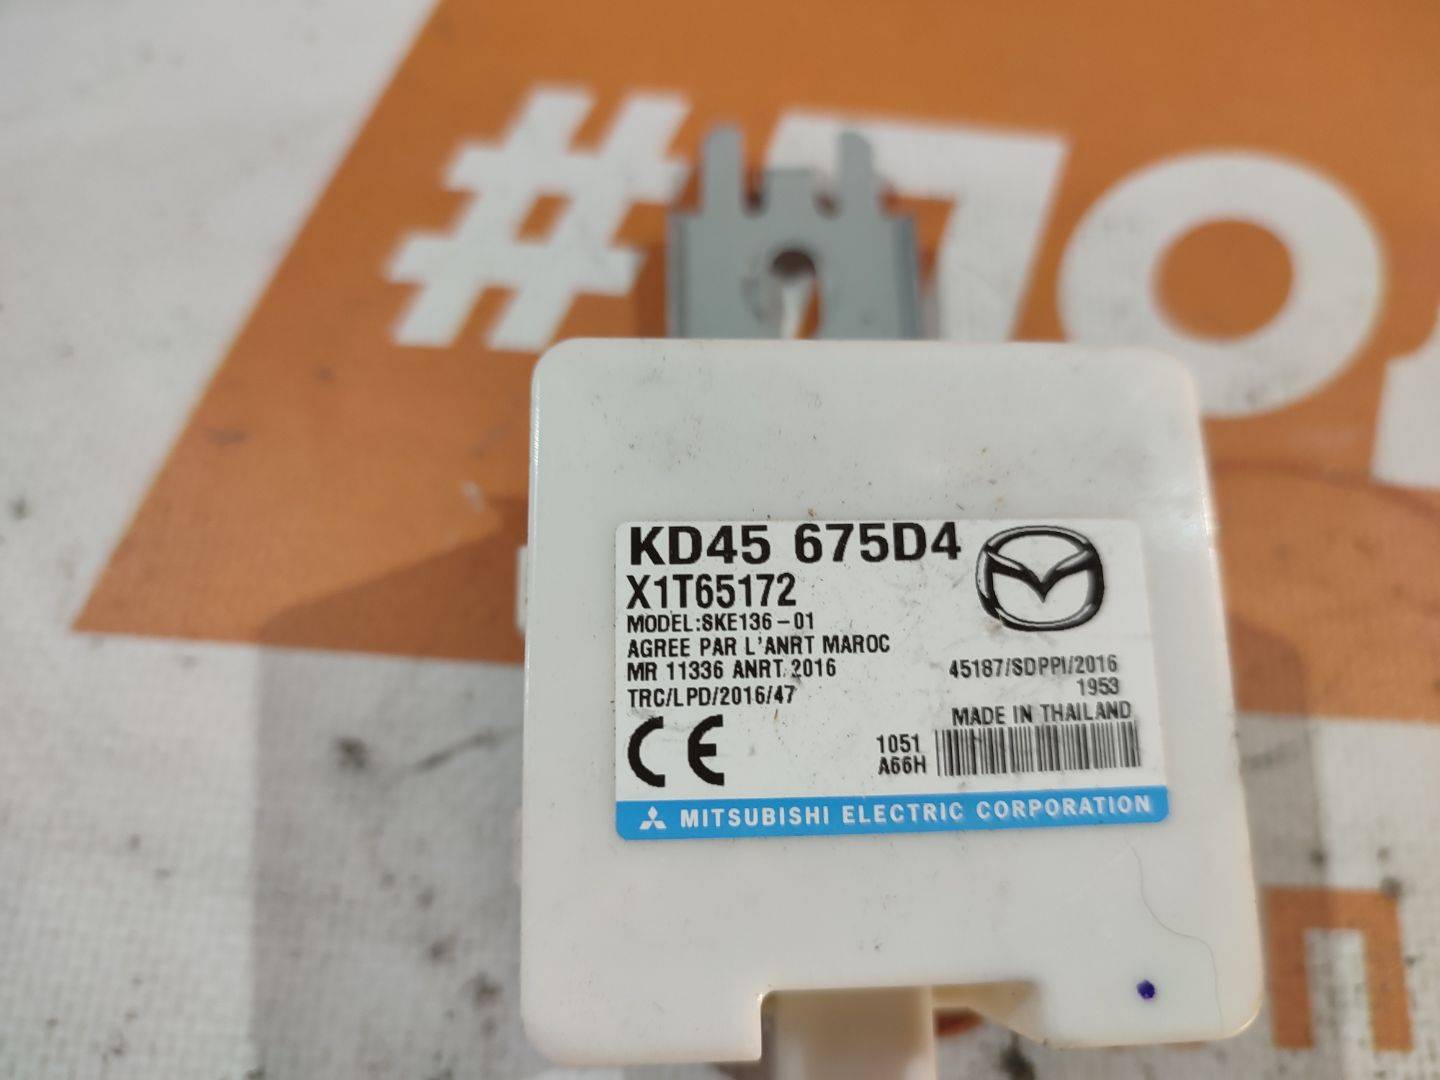 KD45 675D4
X1T65172
MODEL:SKE136-01
AGREE PAR L'ANRT MAROC
MR 11336 ANRT 2016
45187/SDPPI/2016
1953
TRC/LPD/2016/47
MADE IN THAILAND
CE
1051
A66H
MITSUBISHI ELECTRIC CORPORATION